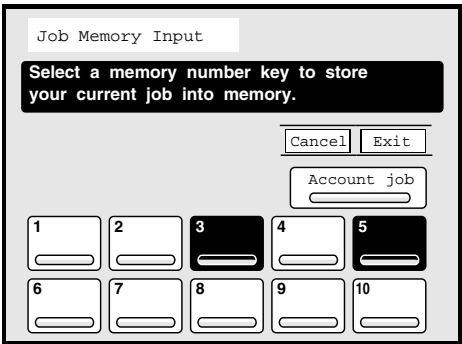 Job Memory Input
Select a memory number key to store
your current job into memory.
Cancel Exit
Account job
1 2 3 4 5
6 7 8 9 10